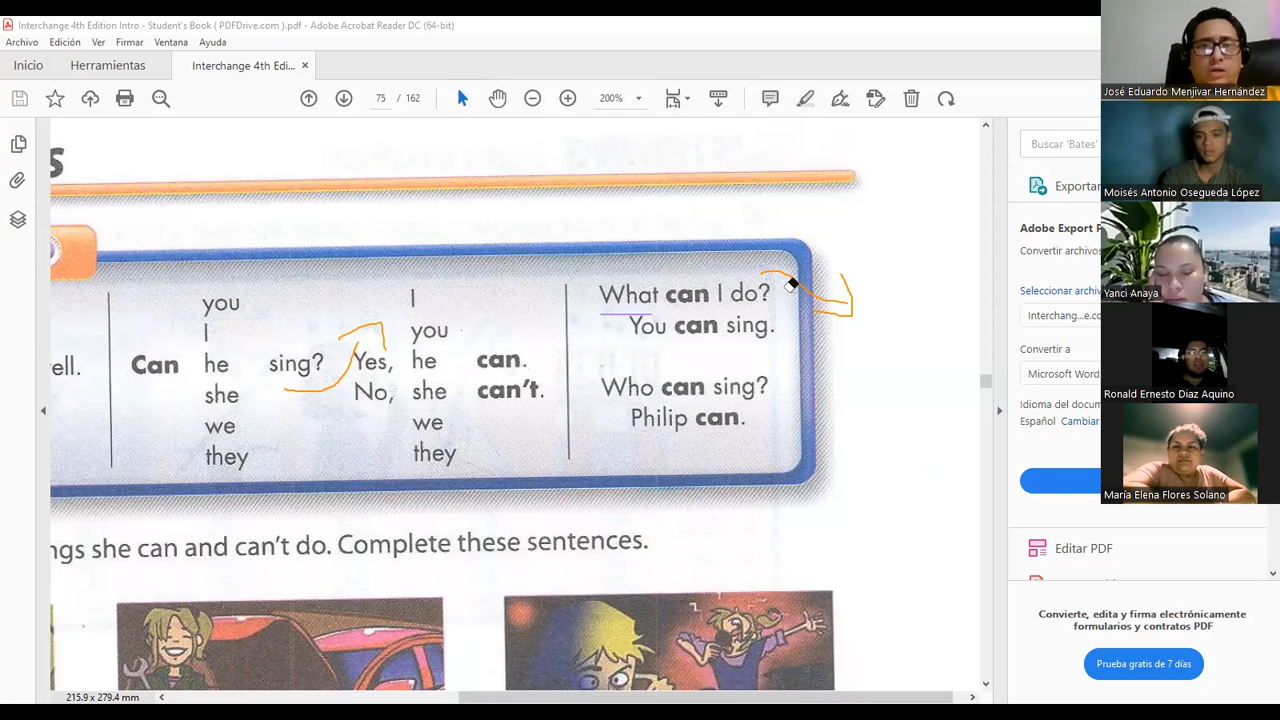 Interchange 4th Edition Intro - Student's Book ( PDFDrive.com ).pdf - Adobe Acrobat Reader DC (64-bit)
Archivo Edición Ver Firmar Ventana Ayuda
Inicio Herramientas Interchange 4th Edi... ×
75 / 162 200%
s
ell.
Can
you
I
he
she
we
they
sing?
Yes,
No,
I
you
he
she
we
they
can.
can't.
What can I do?
You can sing.
Who can sing?
Philip can.
ngs she can and can't do. Complete these sentences.
215.9 x 279.4 mm
Buscar 'Bates'
Exportar
Adobe Export P
Convertir archivos
Seleccionar archiv
Interchang...e.c
Convertir a
Microsoft Word
Idioma del docum
Español Cambiar
Editar PDF
Convierte, edita y firma electrónicamente
formularios y contratos PDF
Prueba gratis de 7 días
José Eduardo Menjivar Hernández
Moisés Antonio Osegueda López
Yanci Anaya
Ronald Ernesto Diaz Aquino
María Elena Flores Solano